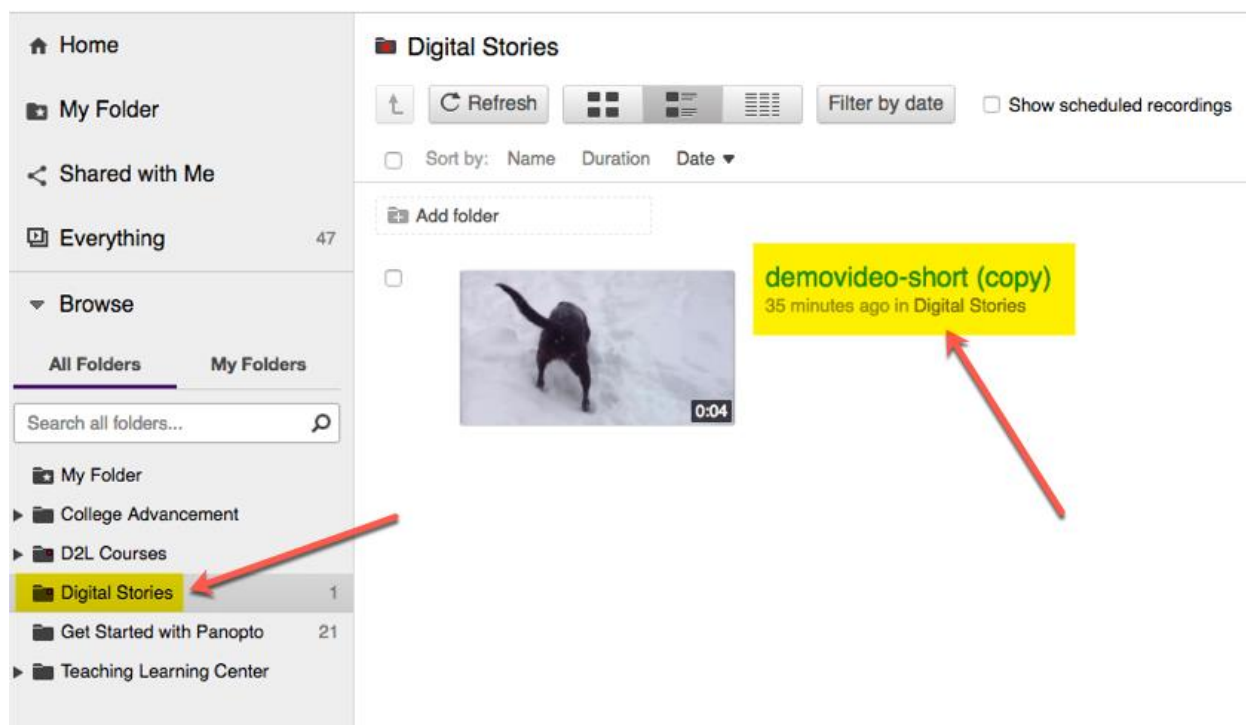 Home
My Folder
Shared with Me
Everything 47
Browse
All Folders My Folders
Search all folders...
My Folder
College Advancement
D2L Courses
Digital Stories 1
Get Started with Panopto 21
Teaching Learning Center
Digital Stories
Refresh Filter by date Show scheduled recordings
Sort by: Name Duration Date
Add folder
0:04
demovideo-short (copy)
35 minutes ago in Digital Stories